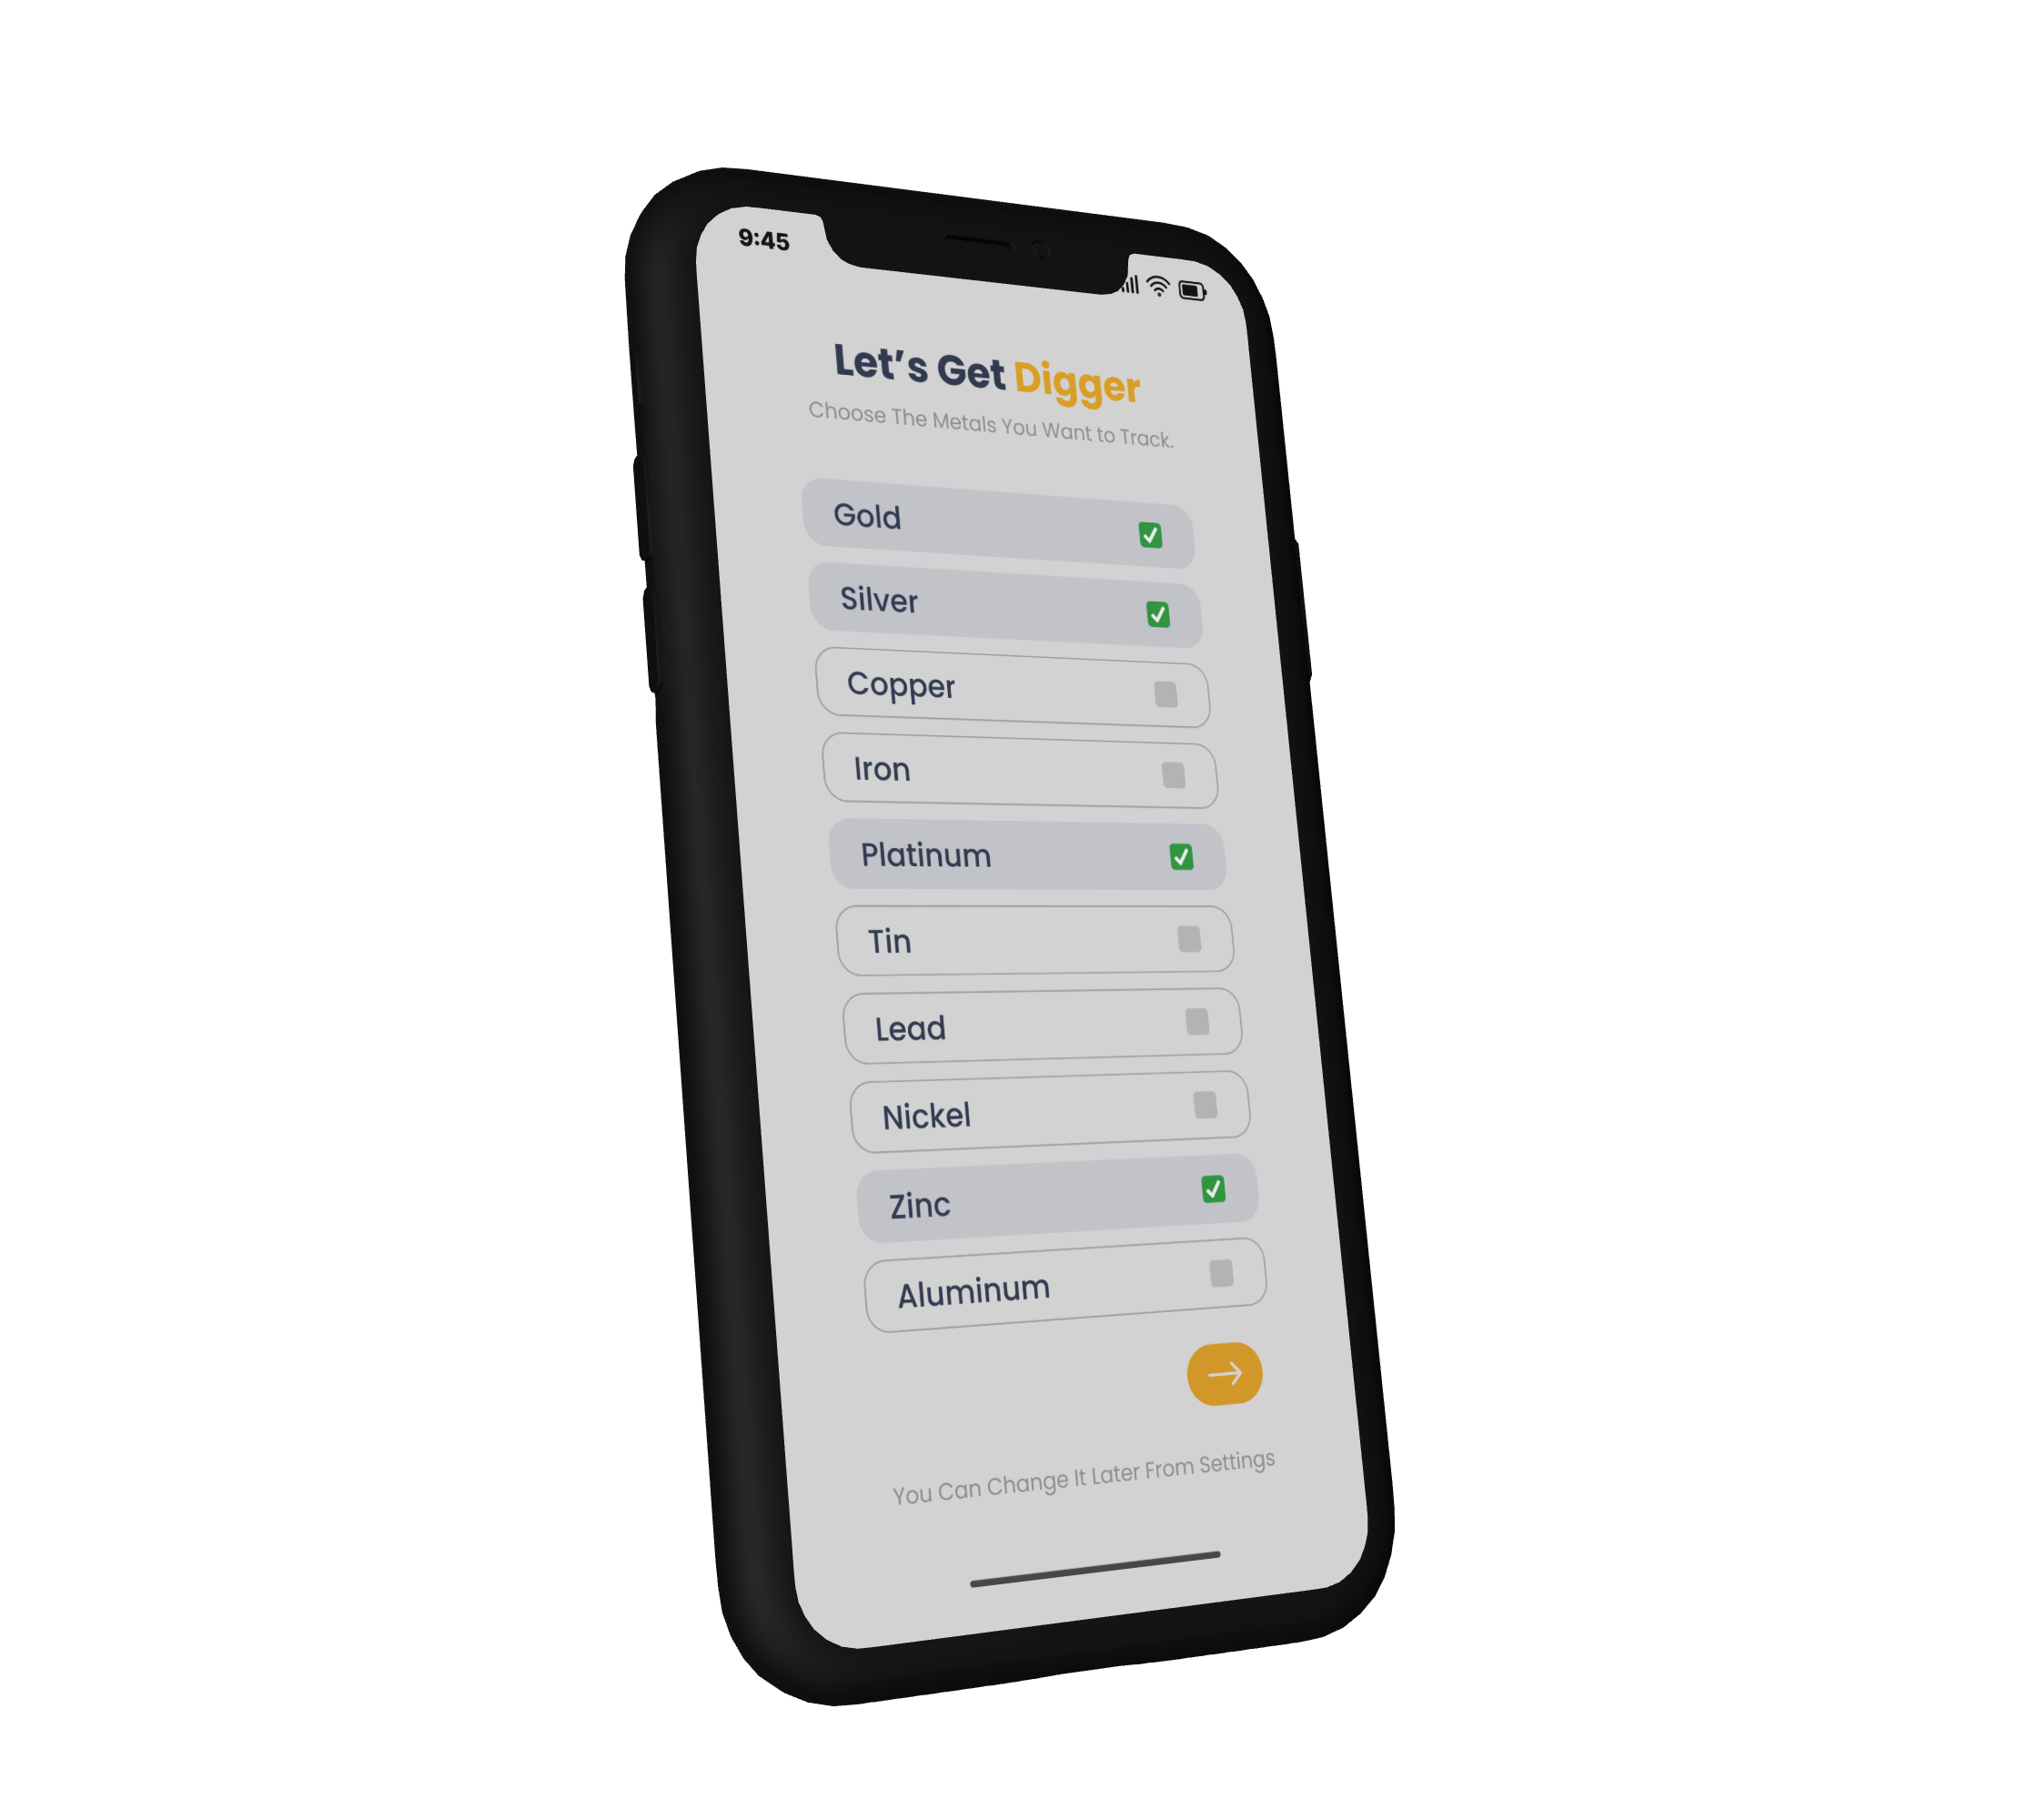 9:45
Let's Get Digger
Choose The Metals You Want to Track.
Gold
Silver
Copper
Iron
Platinum
Tin
Lead
Nickel
Zinc
Aluminum
You Can Change It Later From Settings